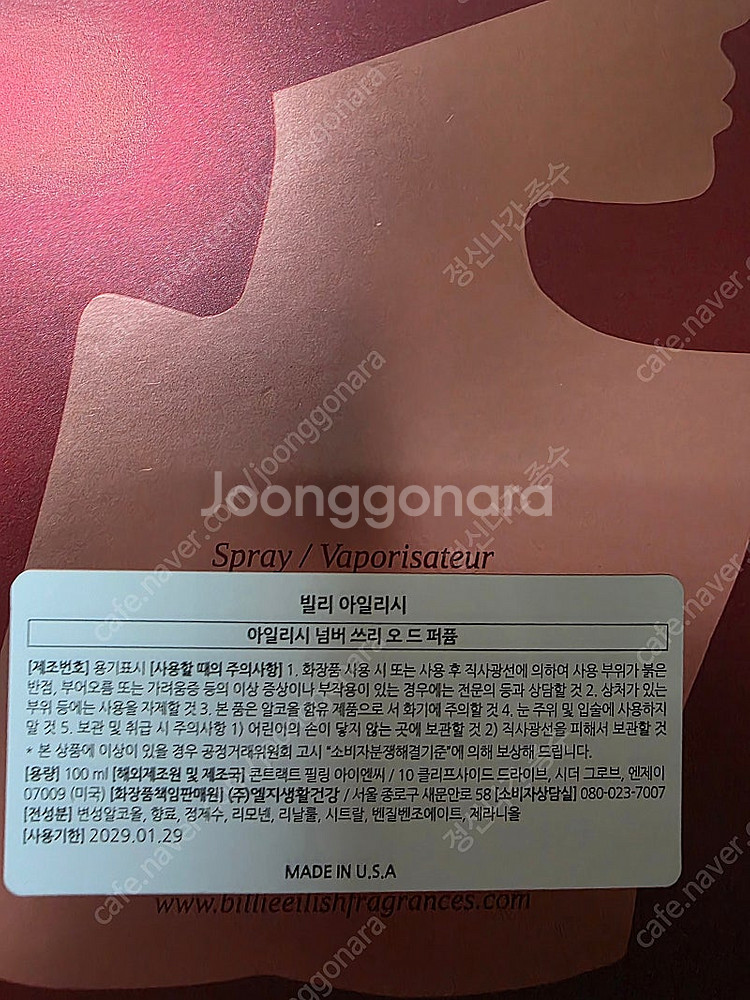 Joonggonara
Spray / Vaporisateur
빌리 아일리시
아일리시 넘버 쓰리 오 드 퍼퓸
[제조번호] 용기표시 [사용할 때의 주의사항] 1. 화장품 사용 시 또는 사용 후 직사광선에 의하여 사용 부위가 붉은
반점, 부어오름 또는 가려움증 등의 이상 증상이나 부작용이 있는 경우에는 전문의 등과 상담할 것 2. 상처가 있는
부위 등에는 사용을 자제할 것 3. 본 품은 알코올 함유 제품으로 서 화기에 주의할 것 4. 눈 주위 및 입술에 사용하지
말 것 5. 보관 및 취급 시 주의사항 1) 어린이의 손이 닿지 않는 곳에 보관할 것 2) 직사광선을 피해서 보관할 것
* 본 상품에 이상이 있을 경우 공정거래위원회 고시 "소비자분쟁해결기준"에 의해 보상해 드립니다.
[용량] 100 ml [해외제조원 및 제조국] 콘트랙트 필링 아이엔씨 / 10 클리프사이드 드라이브, 시더 그로브, 엔제이
07009 (미국) [화장품책임판매원] (주)엘지생활건강 / 서울 종로구 새문안로 58 [소비자상담실] 080-023-7007
[전성분] 변성알코올, 향료, 정제수, 리모넨, 리날룰, 시트랄, 벤질벤조에이트, 제라니올
[사용기한] 2029.01.29
MADE IN U.S.A
www.billieeilishfragrances.com
정신나간종수
cafe.naver.com/joonggonara